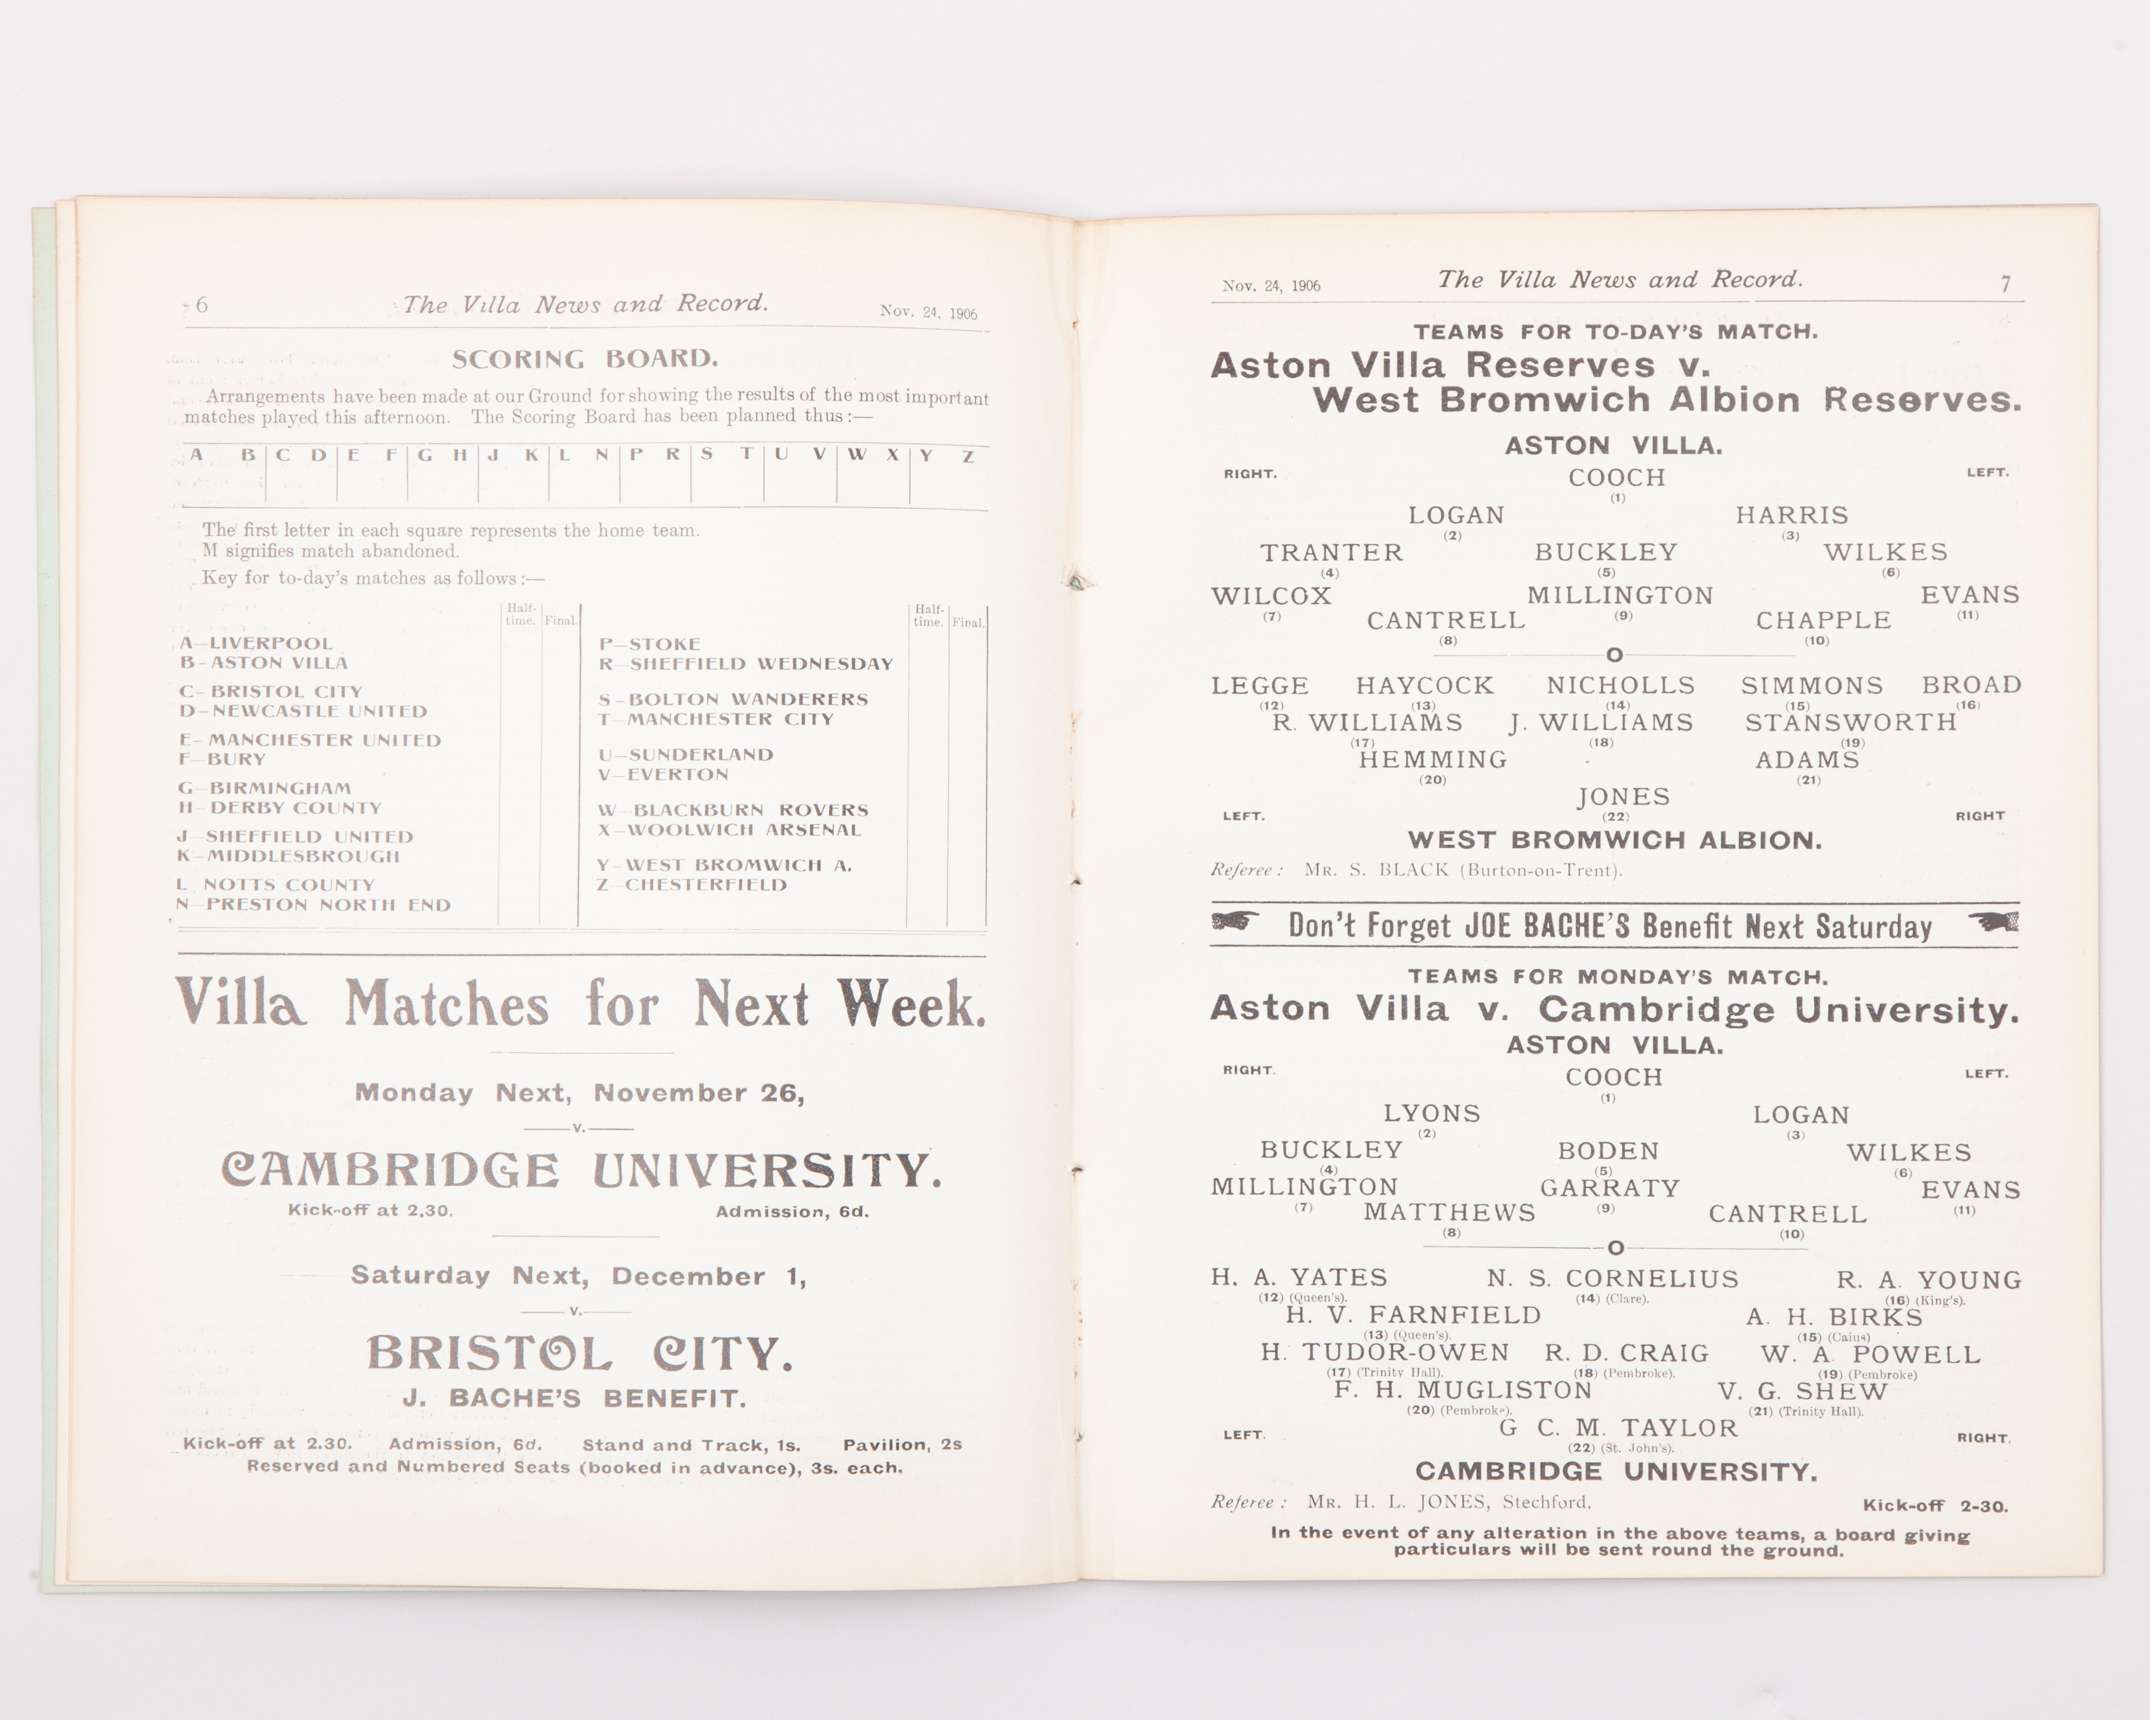 6 The Villa News and Record. Nov. 24, 1906
SCORING BOARD.
Arrangements have been made at our Ground for showing the results of the most important
matches played this afternoon. The Scoring Board has been planned thus:—
A B C D E F G H J K L N P R S T U V W X Y Z
The first letter in each square represents the home team.
M signifies match abandoned.
Key for to-day's matches as follows:—
Half-time. Final.
A—LIVERPOOL
B—ASTON VILLA
C—BRISTOL CITY
D—NEWCASTLE UNITED
E—MANCHESTER UNITED
F—BURY
G—BIRMINGHAM
H—DERBY COUNTY
J—SHEFFIELD UNITED
K—MIDDLESBROUGH
L NOTTS COUNTY
N—PRESTON NORTH END
Half-time. Final.
P—STOKE
R—SHEFFIELD WEDNESDAY
S—BOLTON WANDERERS
T—MANCHESTER CITY
U—SUNDERLAND
V—EVERTON
W—BLACKBURN ROVERS
X—WOOLWICH ARSENAL
Y—WEST BROMWICH A.
Z—CHESTERFIELD
Villa Matches for Next Week.
Monday Next, November 26,
v.
CAMBRIDGE UNIVERSITY.
Kick-off at 2.30. Admission, 6d.
Saturday Next, December 1,
v.
BRISTOL CITY.
J. BACHE'S BENEFIT.
Kick-off at 2.30. Admission, 6d. Stand and Track, 1s. Pavilion, 2s
Reserved and Numbered Seats (booked in advance), 3s. each.
Nov. 24, 1906 The Villa News and Record. 7
TEAMS FOR TO-DAY'S MATCH.
Aston Villa Reserves v.
West Bromwich Albion Reserves.
ASTON VILLA.
RIGHT. COOCH LEFT.
(1)
LOGAN HARRIS
(2) (3)
TRANTER BUCKLEY WILKES
(4) (5) (6)
WILCOX MILLINGTON EVANS
(7) (9) (11)
CANTRELL CHAPPLE
(8) (10)
O
LEGGE HAYCOCK NICHOLLS SIMMONS BROAD
(12) (13) (14) (15) (16)
R. WILLIAMS J. WILLIAMS STANSWORTH
(17) (18) (19)
HEMMING ADAMS
(20) (21)
JONES
LEFT. (22) RIGHT
WEST BROMWICH ALBION.
Referee: MR. S. BLACK (Burton-on-Trent).
Don't Forget JOE BACHE'S Benefit Next Saturday
TEAMS FOR MONDAY'S MATCH.
Aston Villa v. Cambridge University.
ASTON VILLA.
RIGHT. COOCH LEFT.
(1)
LYONS LOGAN
(2) (3)
BUCKLEY BODEN WILKES
(4) (5) (6)
MILLINGTON GARRATY EVANS
(7) (9) (11)
MATTHEWS CANTRELL
(8) (10)
O
H. A. YATES N. S. CORNELIUS R. A. YOUNG
(12) (Queen's). (14) (Clare). (16) (King's).
H. V. FARNFIELD A. H. BIRKS
(13) (Queen's). (15) (Caius)
H. TUDOR-OWEN R. D. CRAIG W. A. POWELL
(17) (Trinity Hall). (18) (Pembroke). (19) (Pembroke)
F. H. MUGLISTON V. G. SHEW
(20) (Pembroke). (21) (Trinity Hall).
G C. M. TAYLOR
LEFT. (22) (St. John's). RIGHT.
CAMBRIDGE UNIVERSITY.
Referee: MR. H. L. JONES, Stechford. Kick-off 2-30.
In the event of any alteration in the above teams, a board giving
particulars will be sent round the ground.